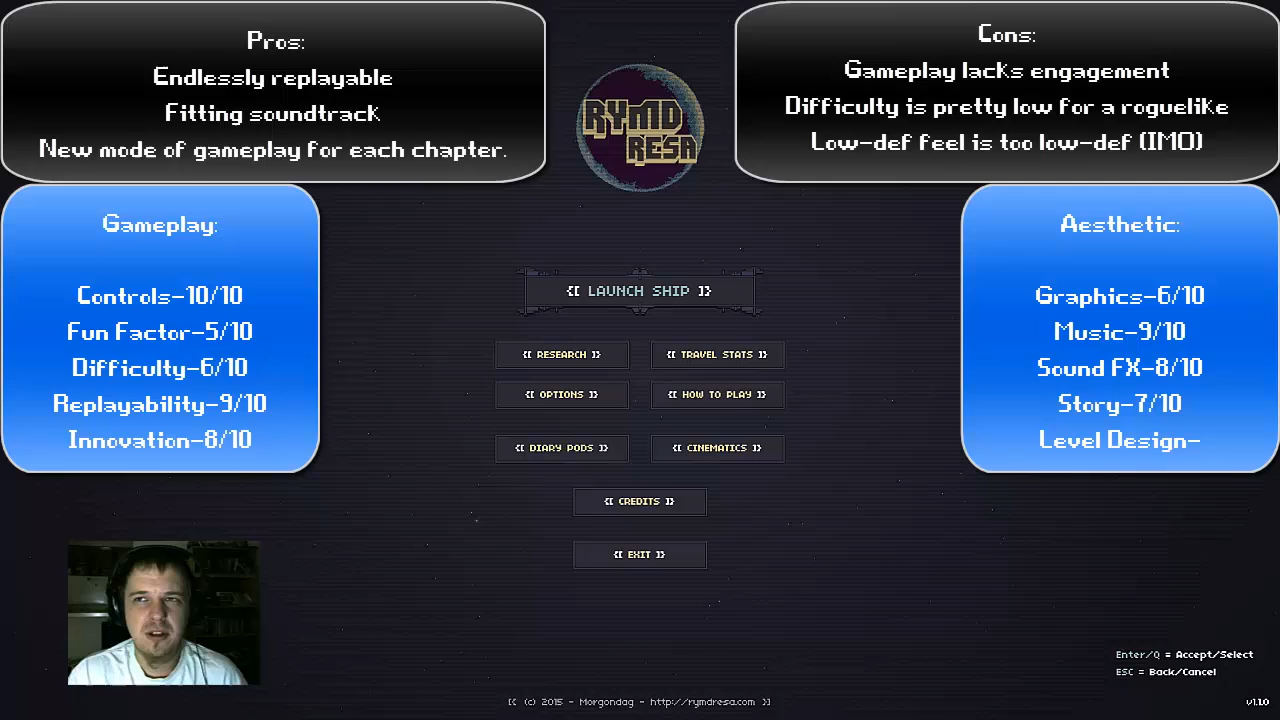 Pros:
Endlessly replayable
Fitting soundtrack
New mode of gameplay for each chapter.
Cons:
Gameplay lacks engagement
Difficulty is pretty low for a roguelike
Low-def feel is too low-def (IMO)
RYMD
RESA
Gameplay:
Controls-10/10
Fun Factor-5/10
Difficulty-6/10
Replayability-9/10
Innovation-8/10
Aesthetic:
Graphics-6/10
Music-9/10
Sound FX-8/10
Story-7/10
Level Design-
{[ LAUNCH SHIP ]}
{[ RESEARCH ]}
{[ TRAVEL STATS ]}
{[ OPTIONS ]}
{[ HOW TO PLAY ]}
{[ DIARY PODS ]}
{[ CINEMATICS ]}
{[ CREDITS ]}
{[ EXIT ]}
Enter/Q = Accept/Select
ESC = Back/Cancel
[[ (c) 2015 - Morgondag - http://rymdresa.com ]]
v1.1.0